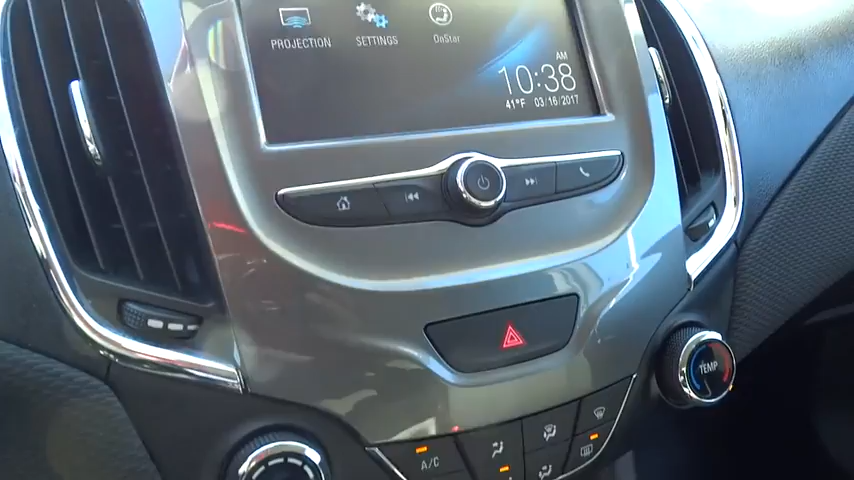 PROJECTION SETTINGS OnStar
AM
10:38
41°F 03/16/2017
TEMP
A/C